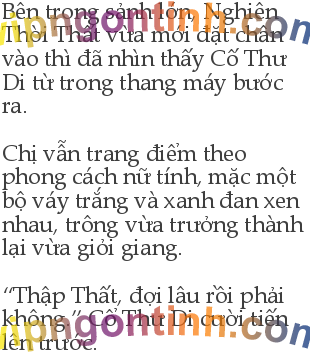 Bên trong sảnh lớn, Nghiên
Thời Thất vừa mới đặt chân
vào thì đã nhìn thấy Cố Thư
Di từ trong thang máy bước
ra.
Chị vẫn trang điểm theo
phong cách nữ tính, mặc một
bộ váy trắng và xanh đan xen
nhau, trông vừa trưởng thành
lại vừa giỏi giang.
“Thập Thất, đợi lâu rồi phải
không.” Cố Thư Di cười tiến
lên trước.